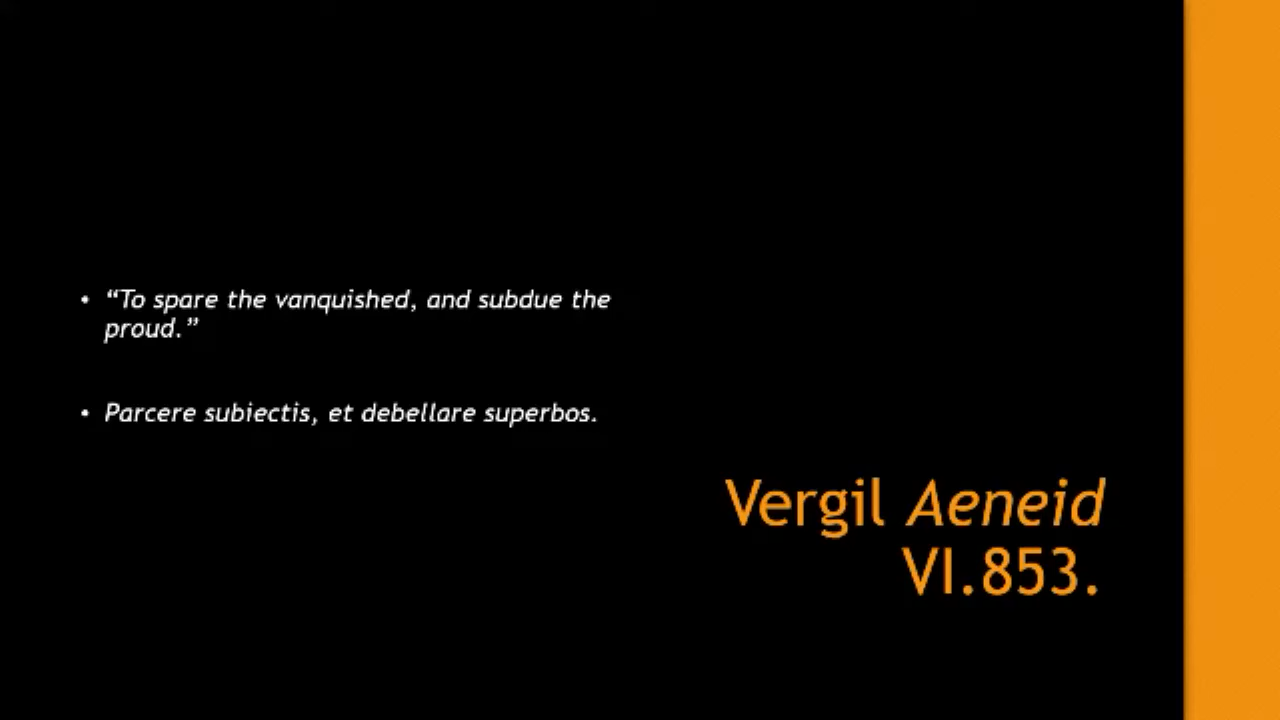 • “To spare the vanquished, and subdue the
proud.”
• Parcere subiectis, et debellare superbos.
Vergil Aeneid
VI.853.